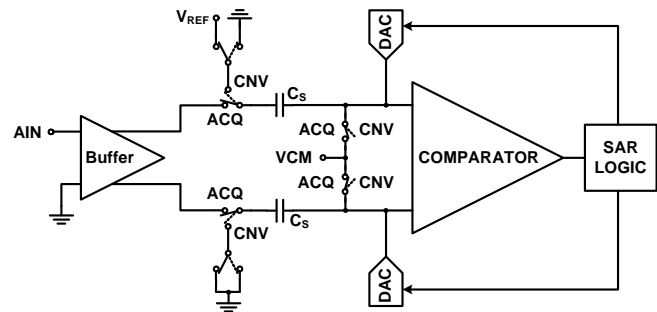 VREF
DAC
CNV
CS
ACQ
AIN
Buffer
ACQ
CNV
VCM
COMPARATOR
SAR
LOGIC
ACQ
CNV
ACQ
CS
CNV
DAC